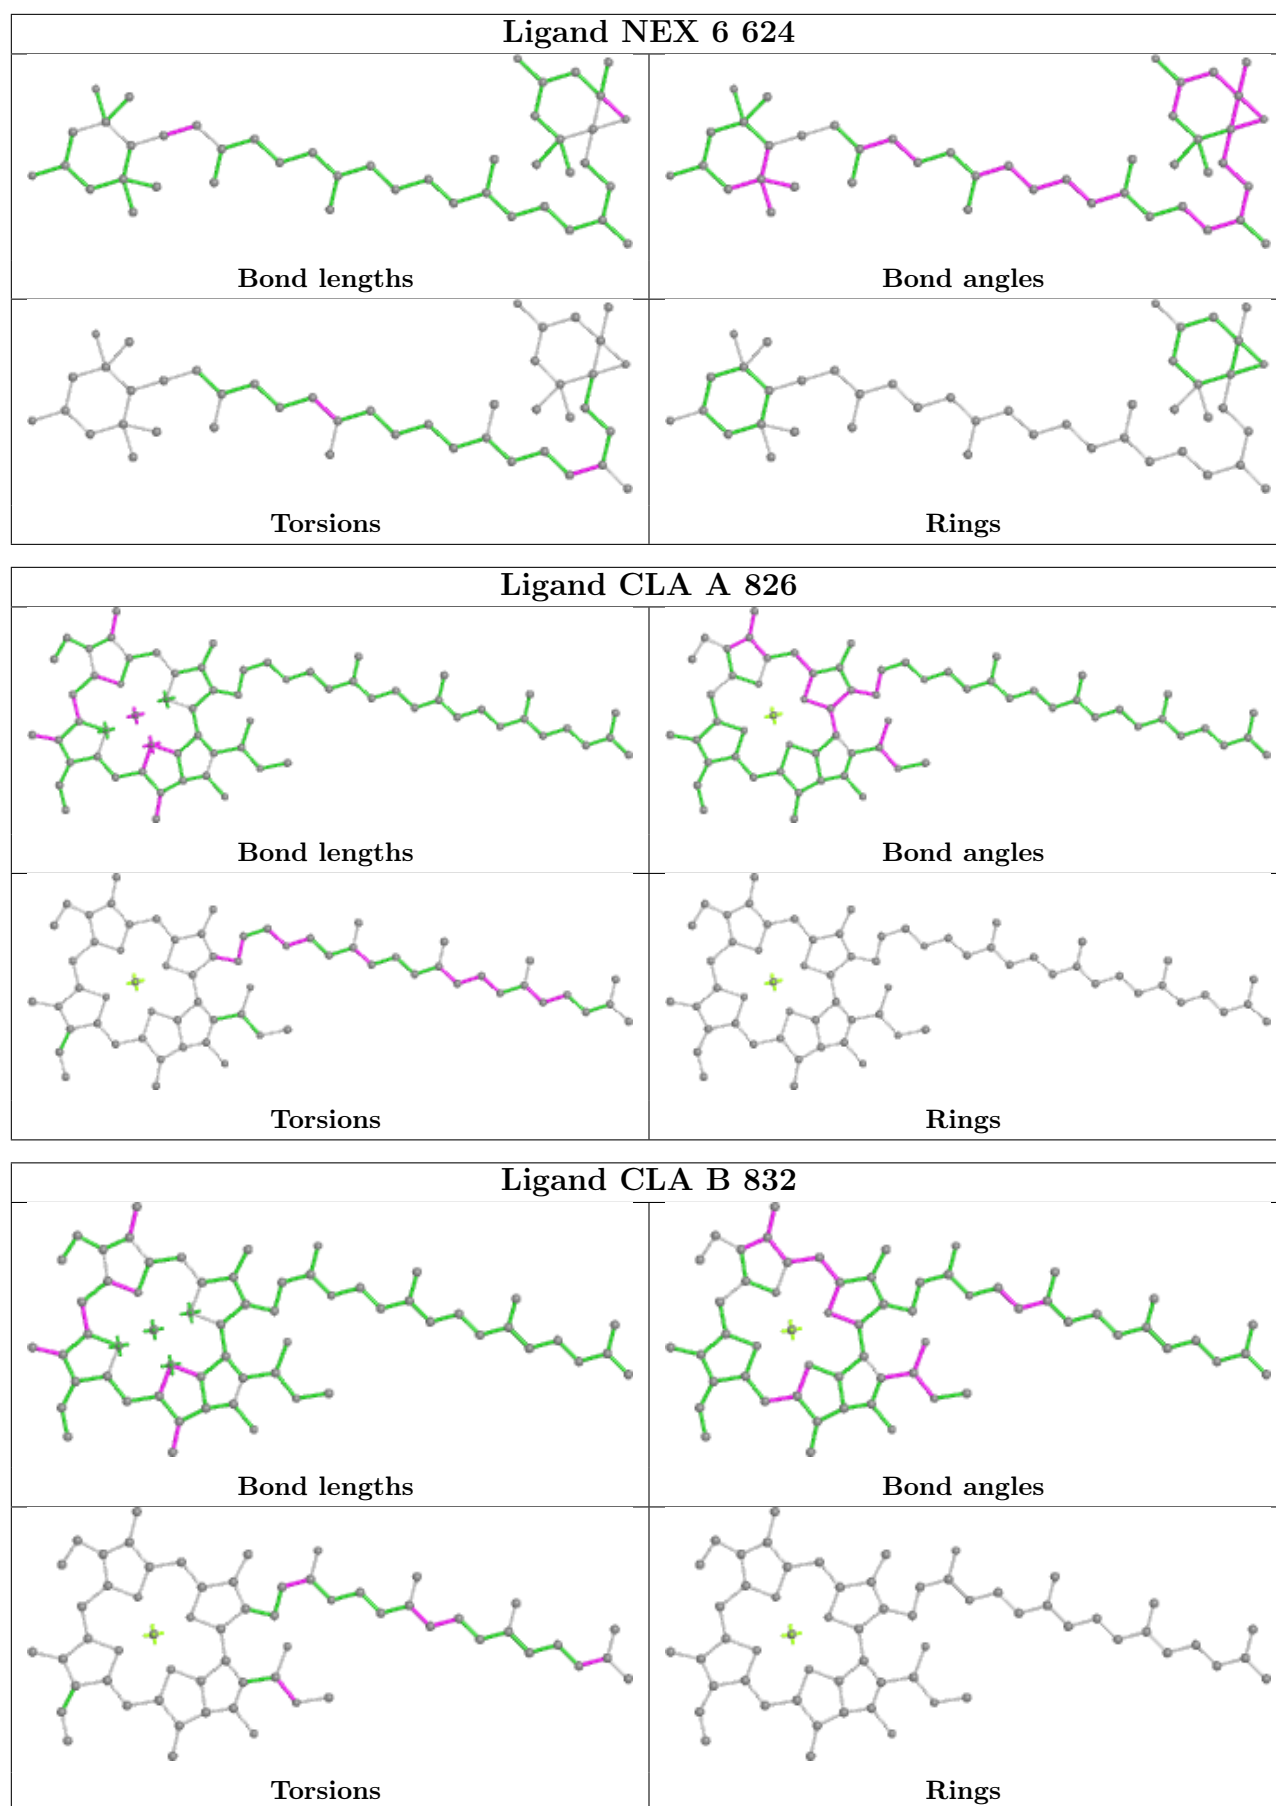 Ligand NEX 6 624
Bond lengths
Bond angles
Torsions
Rings
Ligand CLA A 826
Bond lengths
Bond angles
Torsions
Rings
Ligand CLA B 832
Bond lengths
Bond angles
Torsions
Rings